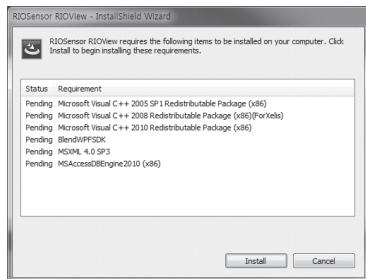 RIOSensor RIOView - InstallShield Wizard
RIOSensor RIOView requires the following items to be installed on your computer. Click
Install to begin installing these requirements.
Status Requirement
Pending Microsoft Visual C++ 2005 SP1 Redistributable Package (x86)
Pending Microsoft Visual C++ 2008 Redistributable Package (x86)(ForXelis)
Pending Microsoft Visual C++ 2010 Redistributable Package (x86)
Pending BlendWPFSDK
Pending MSXML 4.0 SP3
Pending MSAccessDBEngine2010 (x86)
Install Cancel